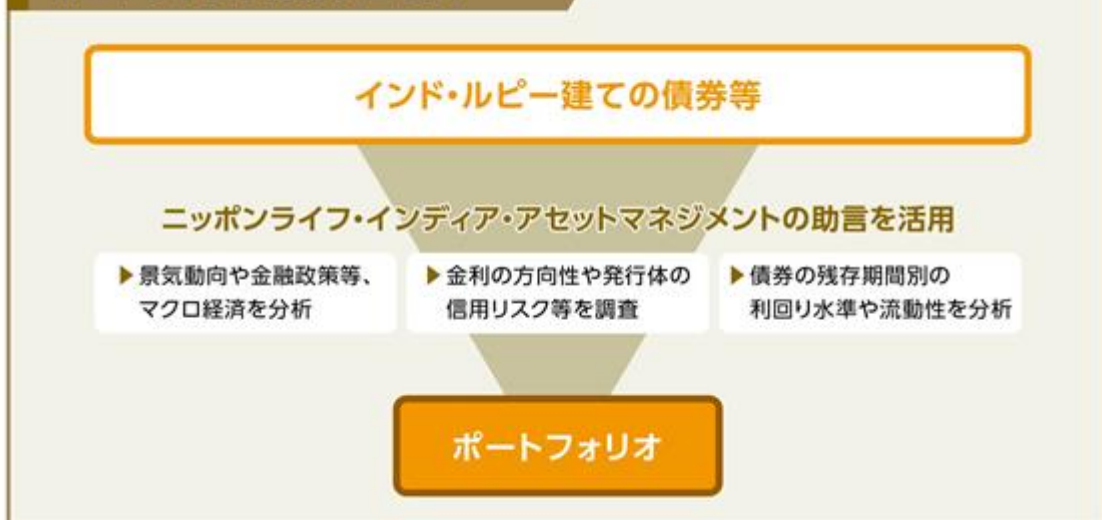 インド・ルピー建ての債券等
ニッポンライフ・インディア・アセットマネジメントの助言を活用
▶景気動向や金融政策等、
マクロ経済を分析
▶金利の方向性や発行体の
信用リスク等を調査
▶債券の残存期間別の
利回り水準や流動性を分析
ポートフォリオ